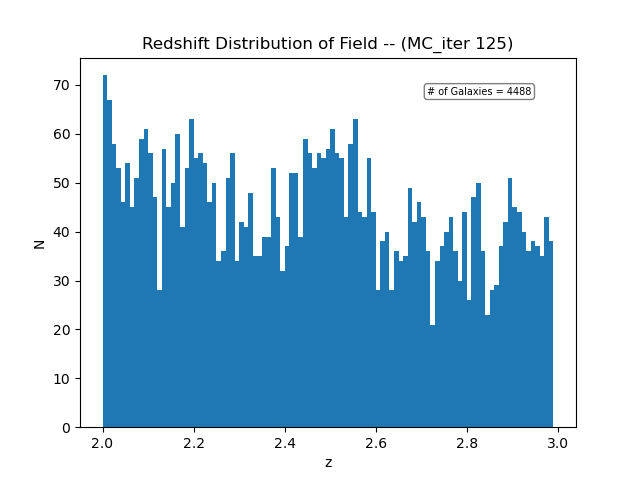 Redshift Distribution of Field -- (MC_iter 125)
# of Galaxies = 4488
70
60
50
40
30
20
10
0
N
2.0 2.2 2.4 2.6 2.8 3.0
z